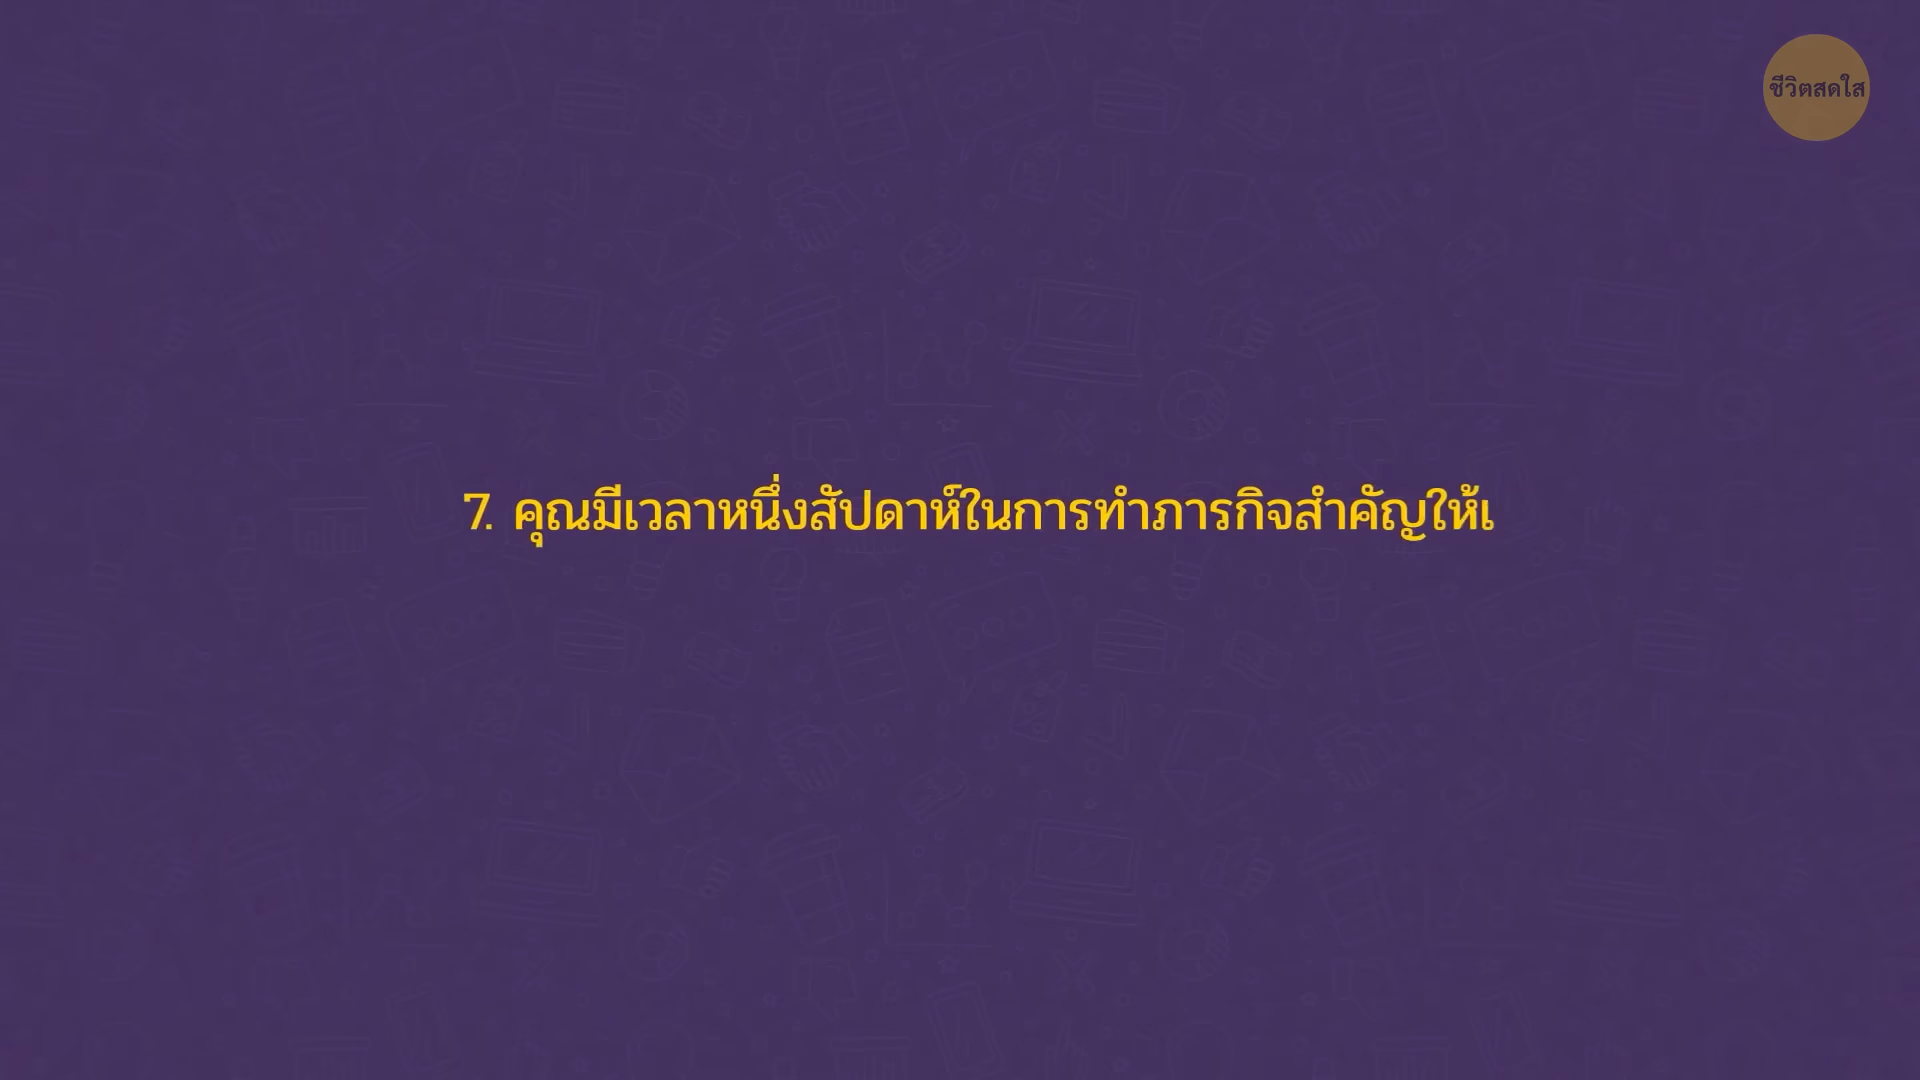 ชีวิตสดใส
7. คุณมีเวลาหนึ่งสัปดาห์ในการทำภารกิจสำคัญให้เ